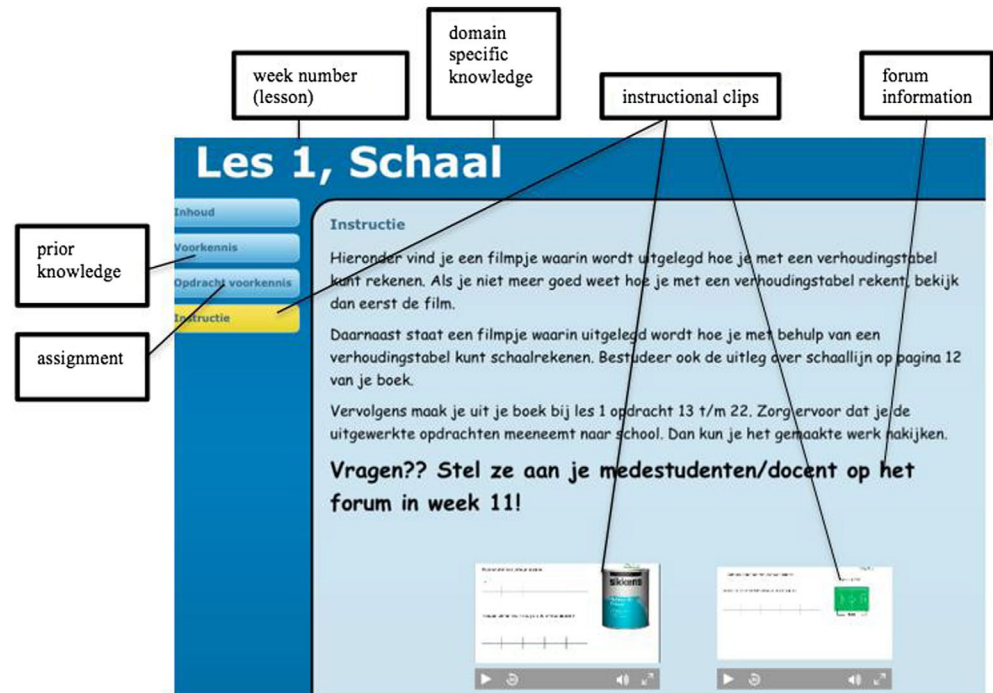 domain
specific
knowledge
week number
(lesson)
instructional clips
forum
information
Les 1, Schaal
prior
knowledge
assignment
Inhoud
Voorkennis
Opdracht voorkennis
Instructie
Instructie
Hieronder vind je een filmpje waarin wordt uitgelegd hoe je met een verhoudingstabel
kunt rekenen. Als je niet meer goed weet hoe je met een verhoudingstabel rekent, bekijk
dan eerst de film.
Daarnaast staat een filmpje waarin uitgelegd wordt hoe je met behulp van een
verhoudingstabel kunt schaalrekenen. Bestudeer ook de uitleg over schaallijn op pagina 12
van je boek.
Vervolgens maak je uit je boek bij les 1 opdracht 13 t/m 22. Zorg ervoor dat je de
uitgewerkte opdrachten meeneemt naar school. Dan kun je het gemaakte werk nakijken.
Vragen?? Stel ze aan je medestudenten/docent op het
forum in week 11!
sikkens